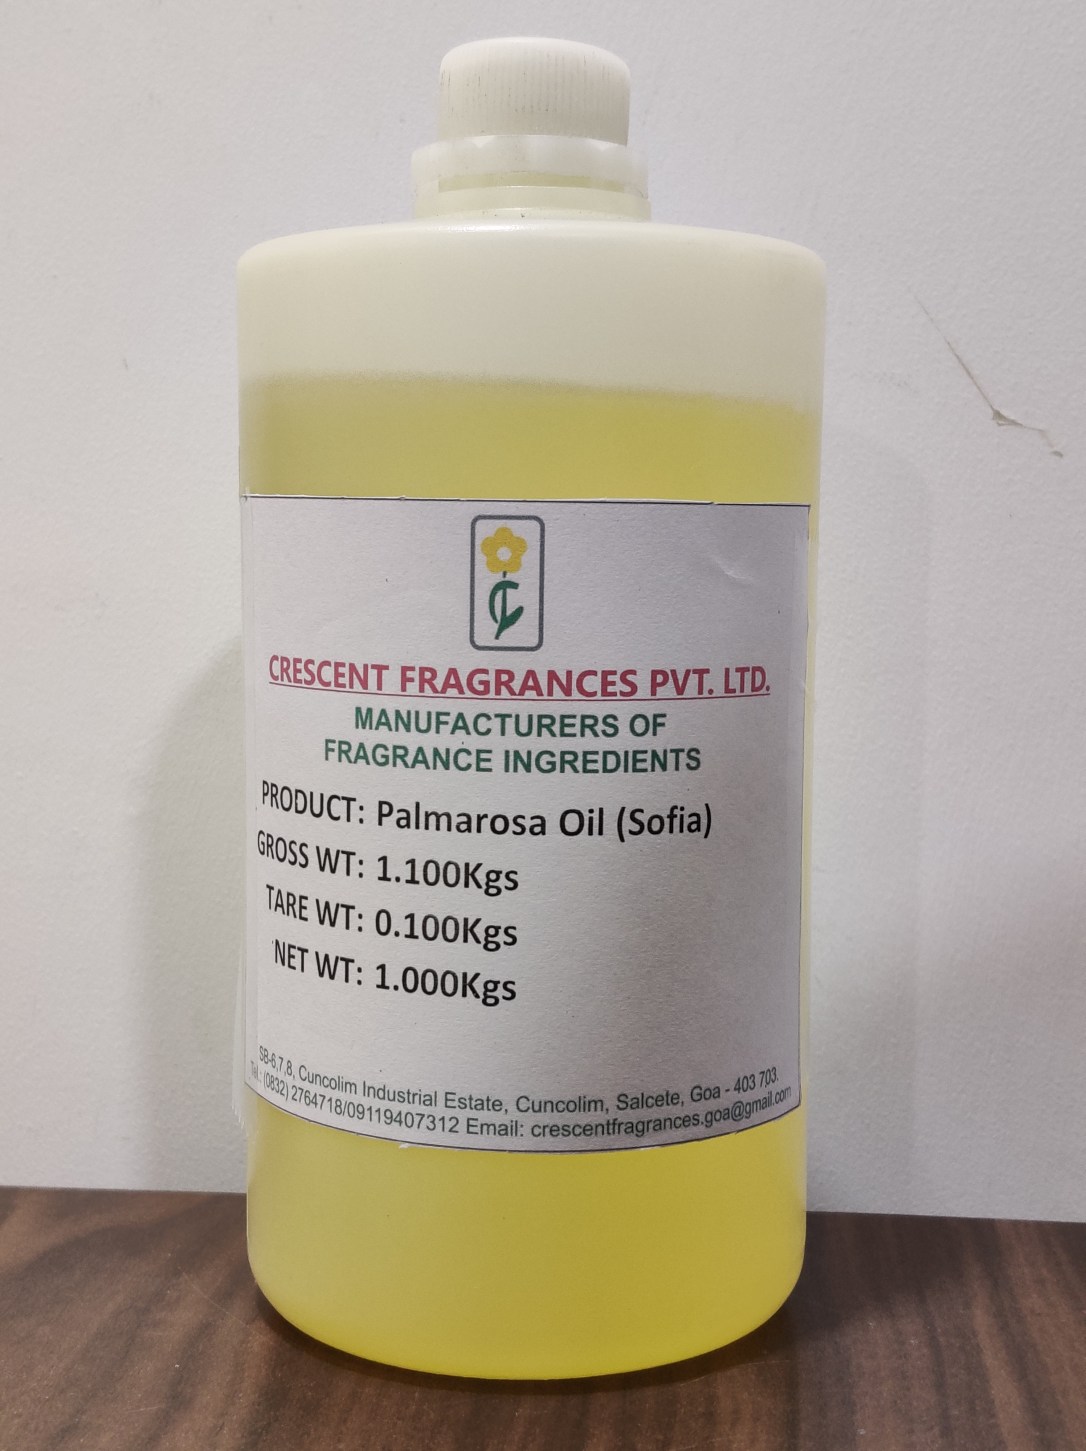 CRESCENT FRAGRANCES PVT. LTD.
MANUFACTURERS OF
FRAGRANCE INGREDIENTS
PRODUCT: Palmarosa Oil (Sofia)
GROSS WT: 1.100Kgs
TARE WT: 0.100Kgs
NET WT: 1.000Kgs
SB-6,7,8, Cuncolim Industrial Estate, Cuncolim, Salcete, Goa - 403 703.
Tel.: (0832) 2764718/09119407312 Email: crescentfragrances.goa@gmail.com